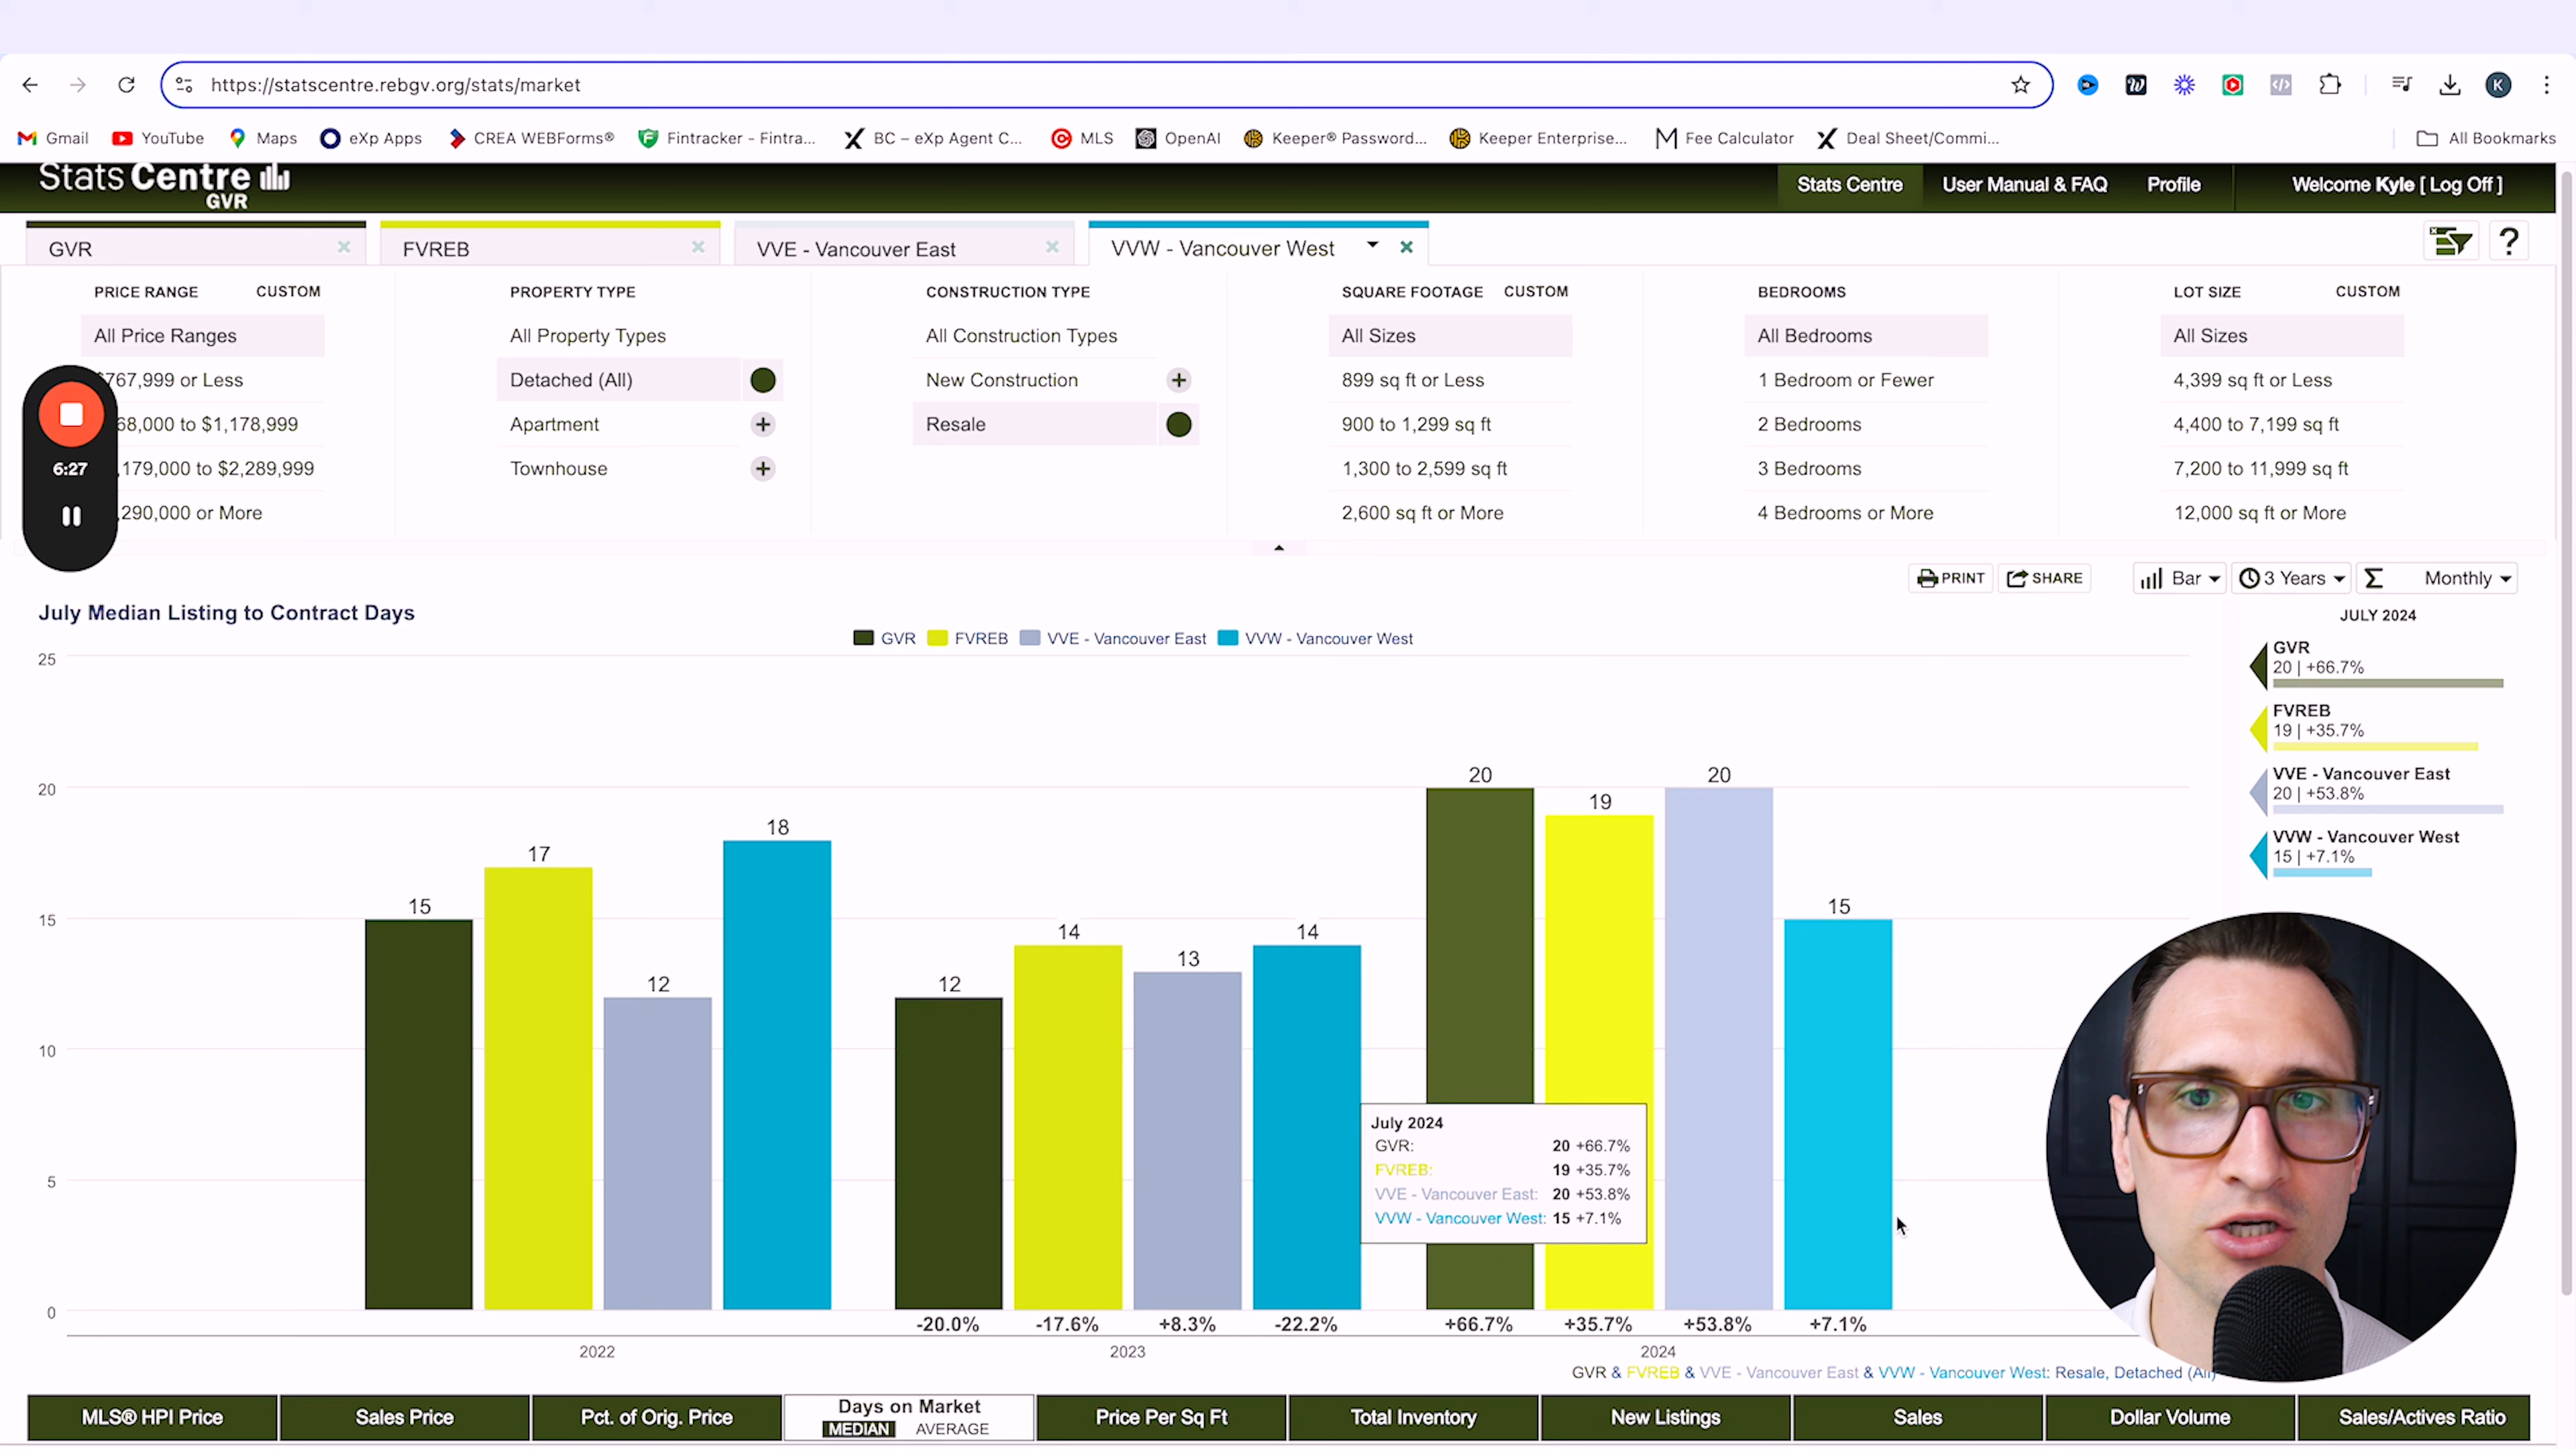 https://statscentre.rebgv.org/stats/market
K
Gmail YouTube Maps eXp Apps CREA WEBForms® Fintracker - Fintra... BC – eXp Agent C... MLS OpenAI Keeper® Password... Keeper Enterprise... Fee Calculator Deal Sheet/Commi... All Bookmarks
Stats Centre
GVR
Stats Centre User Manual & FAQ Profile Welcome Kyle [ Log Off ]
GVR FVREB VVE - Vancouver East VVW - Vancouver West ?
PRICE RANGE CUSTOM PROPERTY TYPE CONSTRUCTION TYPE SQUARE FOOTAGE CUSTOM BEDROOMS LOT SIZE CUSTOM
All Price Ranges All Property Types All Construction Types All Sizes All Bedrooms All Sizes
$767,999 or Less Detached (All) New Construction 899 sq ft or Less 1 Bedroom or Fewer 4,399 sq ft or Less
68,000 to $1,178,999 Apartment Resale 900 to 1,299 sq ft 2 Bedrooms 4,400 to 7,199 sq ft
6:27
,179,000 to $2,289,999 Townhouse 1,300 to 2,599 sq ft 3 Bedrooms 7,200 to 11,999 sq ft
,290,000 or More 2,600 sq ft or More 4 Bedrooms or More 12,000 sq ft or More
PRINT SHARE Bar 3 Years Σ Monthly
July Median Listing to Contract Days
GVR FVREB VVE - Vancouver East VVW - Vancouver West
JULY 2024
GVR
20 | +66.7%
FVREB
19 | +35.7%
VVE - Vancouver East
20 | +53.8%
VVW - Vancouver West
15 | +7.1%
25
20
15
10
5
0
15 17 12 18
12 14 13 14
20 19 20 15
July 2024
GVR: 20 +66.7%
FVREB: 19 +35.7%
VVE - Vancouver East: 20 +53.8%
VVW - Vancouver West: 15 +7.1%
-20.0% -17.6% +8.3% -22.2% +66.7% +35.7% +53.8% +7.1%
2022 2023 2024
GVR & FVREB & VVE - Vancouver East & VVW - Vancouver West: Resale, Detached (All)
MLS® HPI Price Sales Price Pct. of Orig. Price Days on Market Price Per Sq Ft Total Inventory New Listings Sales Dollar Volume Sales/Actives Ratio
MEDIAN AVERAGE